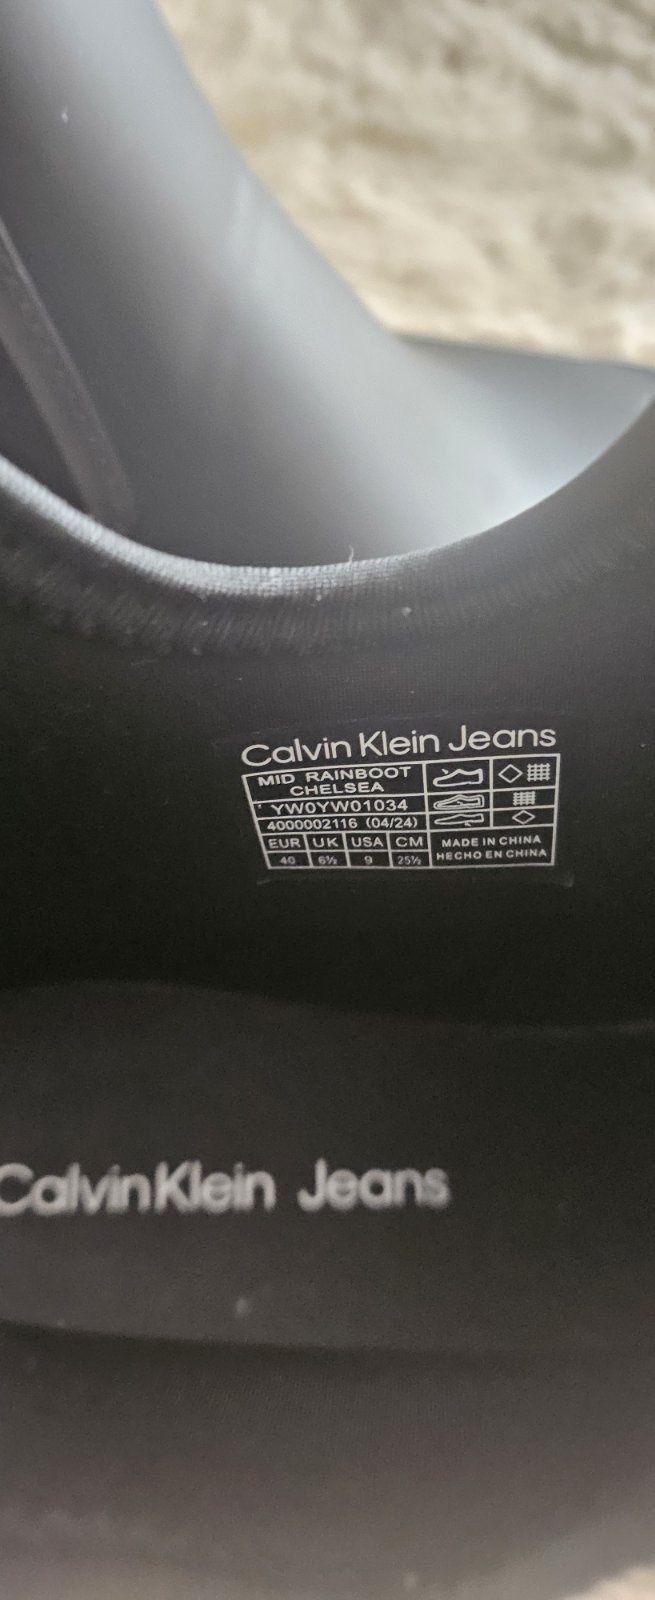 Calvin Klein Jeans
MID RAINBOOT
CHELSEA
YW0YW01034
4000002116 (04/24)
EUR UK USA CM
40 6½ 9 25½
MADE IN CHINA
HECHO EN CHINA
Calvin Klein Jeans